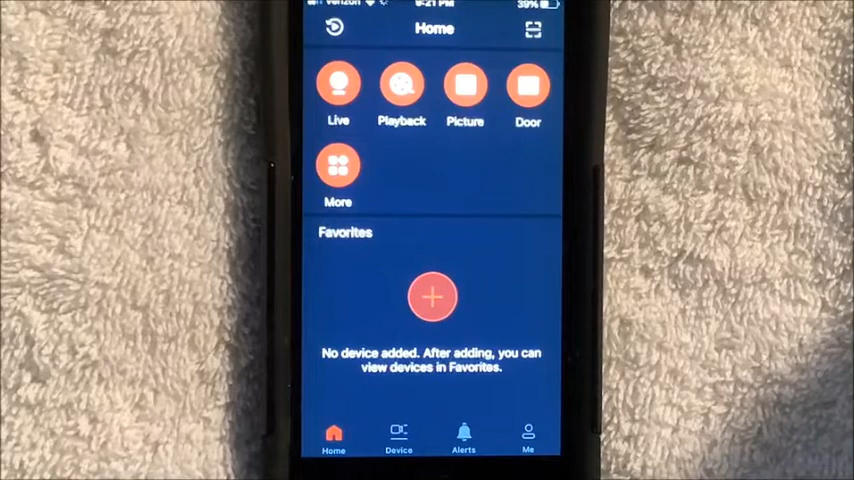 verizon 8:21 PM 39%
Home
Live Playback Picture Door
More
Favorites
No device added. After adding, you can
view devices in Favorites.
Home Device Alerts Me